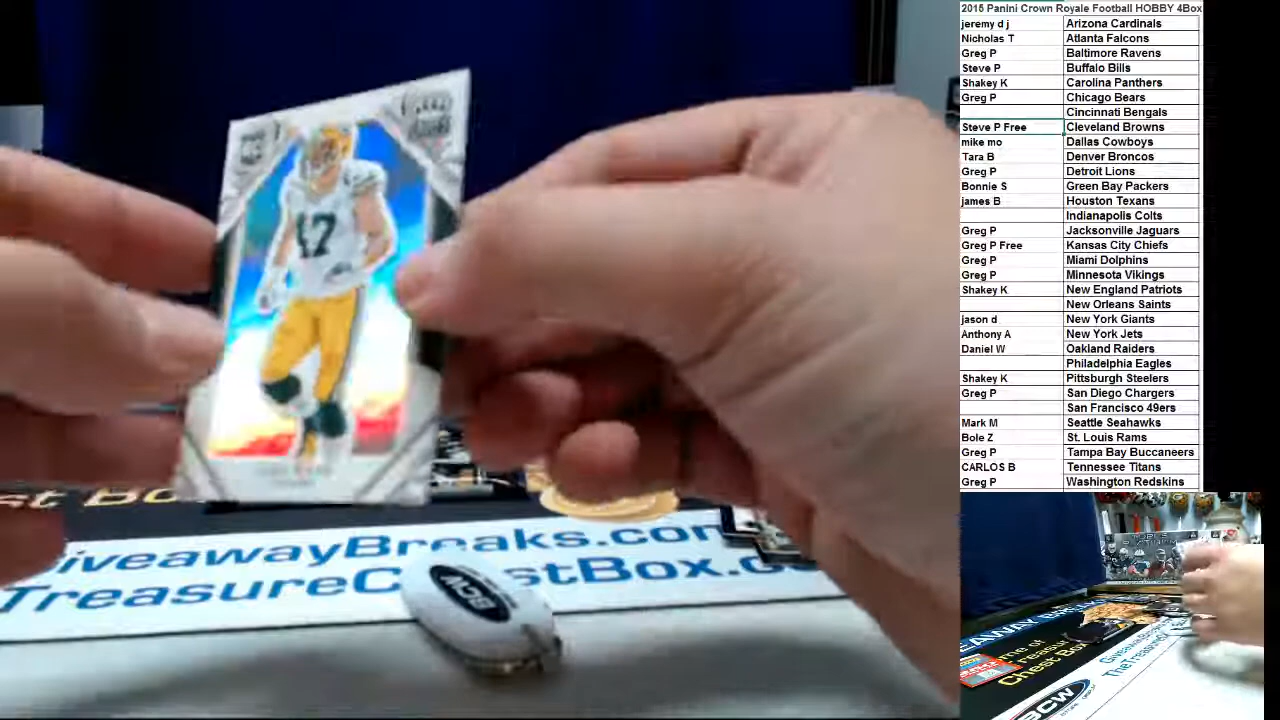 2015 Panini Crown Royale Football HOBBY 4Box
jeremy d j Arizona Cardinals
Nicholas T Atlanta Falcons
Greg P Baltimore Ravens
Steve P Buffalo Bills
Shakey K Carolina Panthers
Greg P Chicago Bears
Cincinnati Bengals
Steve P Free Cleveland Browns
mike mo Dallas Cowboys
Tara B Denver Broncos
Greg P Detroit Lions
Bonnie S Green Bay Packers
james B Houston Texans
Indianapolis Colts
Greg P Jacksonville Jaguars
Greg P Free Kansas City Chiefs
Greg P Miami Dolphins
Greg P Minnesota Vikings
Shakey K New England Patriots
New Orleans Saints
jason d New York Giants
Anthony A New York Jets
Daniel W Oakland Raiders
Philadelphia Eagles
Shakey K Pittsburgh Steelers
Greg P San Diego Chargers
San Francisco 49ers
Mark M Seattle Seahawks
Bole Z St. Louis Rams
Greg P Tampa Bay Buccaneers
CARLOS B Tennessee Titans
Greg P Washington Redskins
47
iveawayBreaks.com
TreasureC estBox.
BCW
Chest Box
BCW